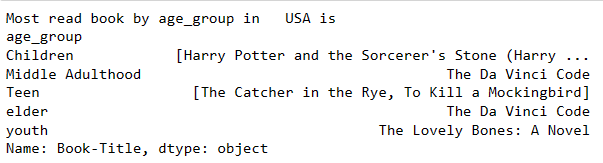 Most read book by age_group in   USA is
age_group
Children             [Harry Potter and the Sorcerer's Stone (Harry ...
Middle Adulthood                                     The Da Vinci Code
Teen                   [The Catcher in the Rye, To Kill a Mockingbird]
elder                                                The Da Vinci Code
youth                                          The Lovely Bones: A Novel
Name: Book-Title, dtype: object